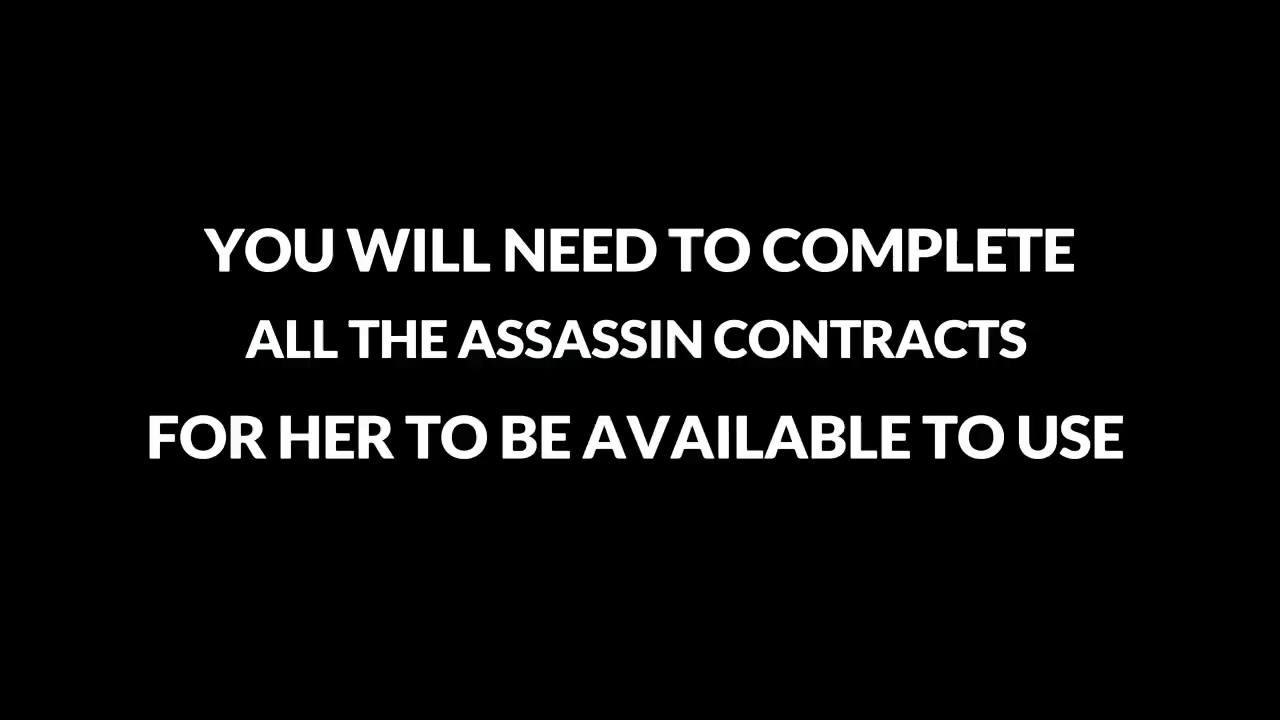 YOU WILL NEED TO COMPLETE
ALL THE ASSASSIN CONTRACTS
FOR HER TO BE AVAILABLE TO USE